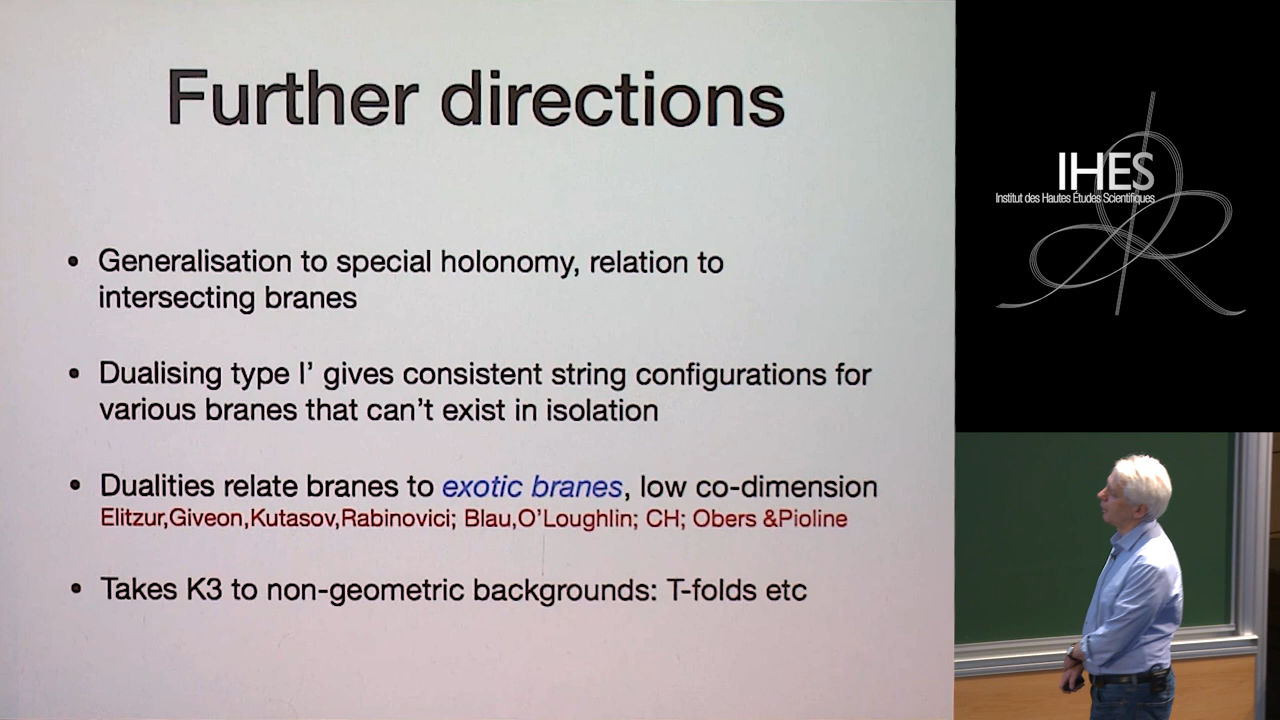 Further directions
• Generalisation to special holonomy, relation to
intersecting branes
• Dualising type I' gives consistent string configurations for
various branes that can't exist in isolation
• Dualities relate branes to exotic branes, low co-dimension
Elitzur,Giveon,Kutasov,Rabinovici; Blau,O'Loughlin; CH; Obers &Pioline
• Takes K3 to non-geometric backgrounds: T-folds etc
IHES
Institut des Hautes Études Scientifiques